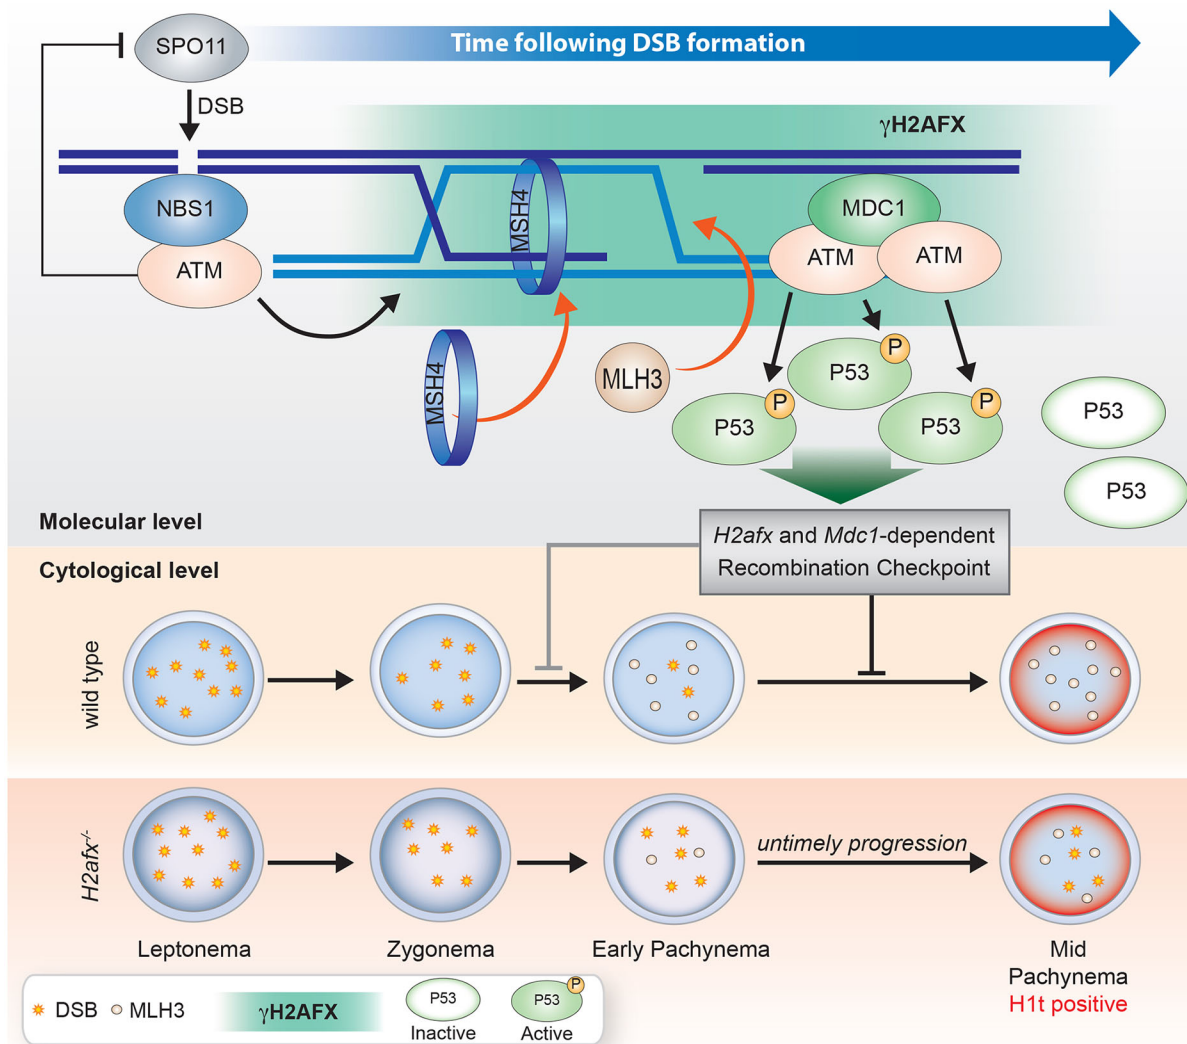 SPO11
Time following DSB formation
DSB
γH2AFX
NBS1
ATM
MSH4
MDC1
ATM
ATM
MSH4
MLH3
P53
P
P53
P
P53
P
P53
P53
Molecular level
H2afx and Mdc1-dependent
Recombination Checkpoint
Cytological level
wild type
H2afx-/-
untimely progression
Leptonema
Zygonema
Early Pachynema
Mid
Pachynema
H1t positive
DSB
MLH3
γH2AFX
P53
Inactive
P53
P
Active